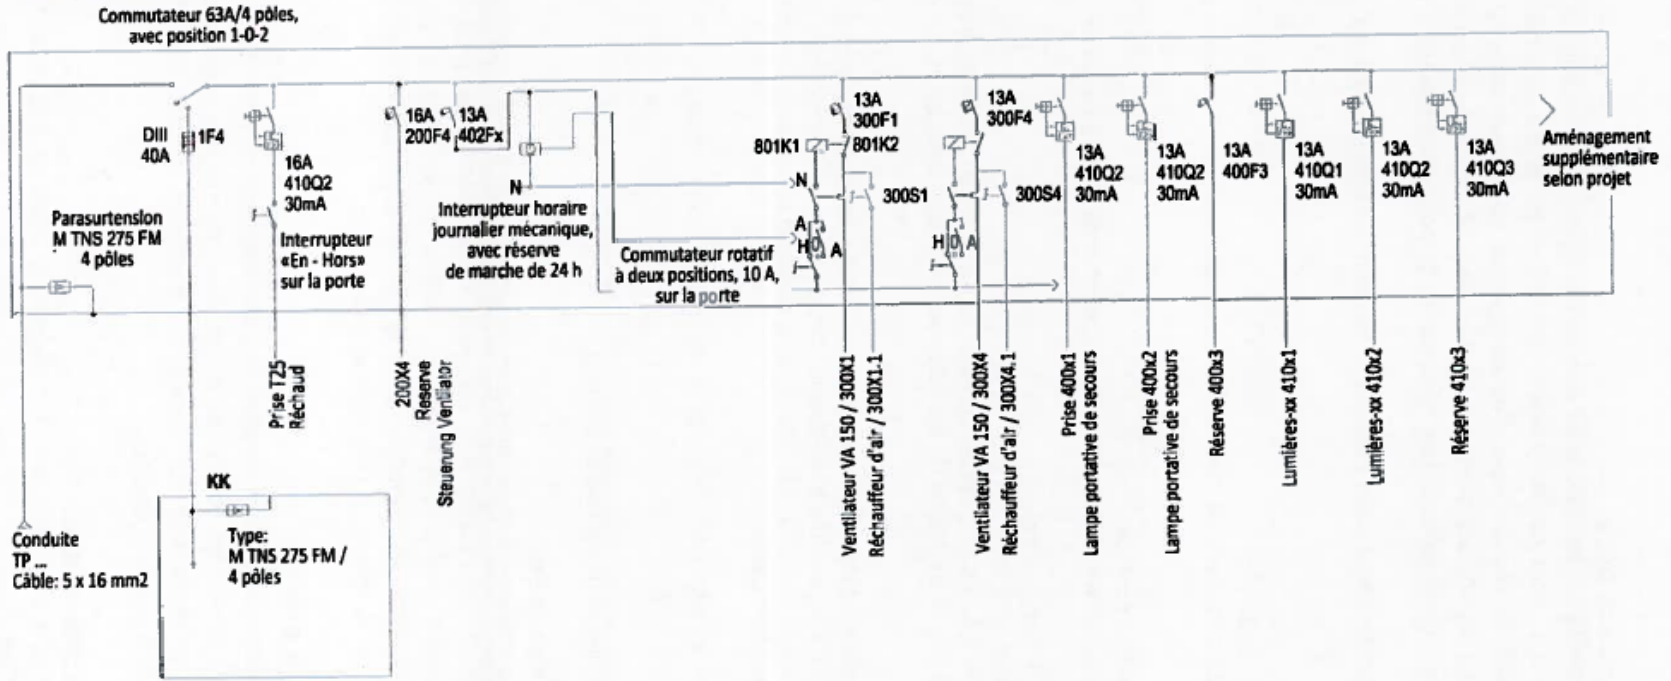 Commutateur 63A/4 pôles,
avec position 1-0-2
DIII
40A
1F4
16A
410Q2
30mA
Interrupteur
«En - Hors»
sur la porte
Parasurtension
M TNS 275 FM
4 pôles
16A
200F4
13A
402Fx
N
Interrupteur horaire
journalier mécanique,
avec réserve
de marche de 24 h
Commutateur rotatif
à deux positions, 10 A,
sur la porte
13A
300F1
801K1
801K2
N
300S1
A
H
0
A
13A
300F4
300S4
H
0
A
13A
410Q2
30mA
13A
410Q2
30mA
13A
400F3
13A
410Q1
30mA
13A
410Q2
30mA
13A
410Q3
30mA
Aménagement
supplémentaire
selon projet
Prise T25
Réchaud
200X4
Reserve
Steuerung Ventilator
Ventilateur VA 150 / 300X1
Réchauffeur d'air / 300X1.1
Ventilateur VA 150 / 300X4
Réchauffeur d'air / 300X4.1
Prise 400x1
Lampe portative de secours
Prise 400x2
Lampe portative de secours
Réserve 400x3
Lumières-xx 410x1
Lumières-xx 410x2
Réserve 410x3
Conduite
TP ...
Câble: 5 x 16 mm2
KK
Type:
M TNS 275 FM /
4 pôles